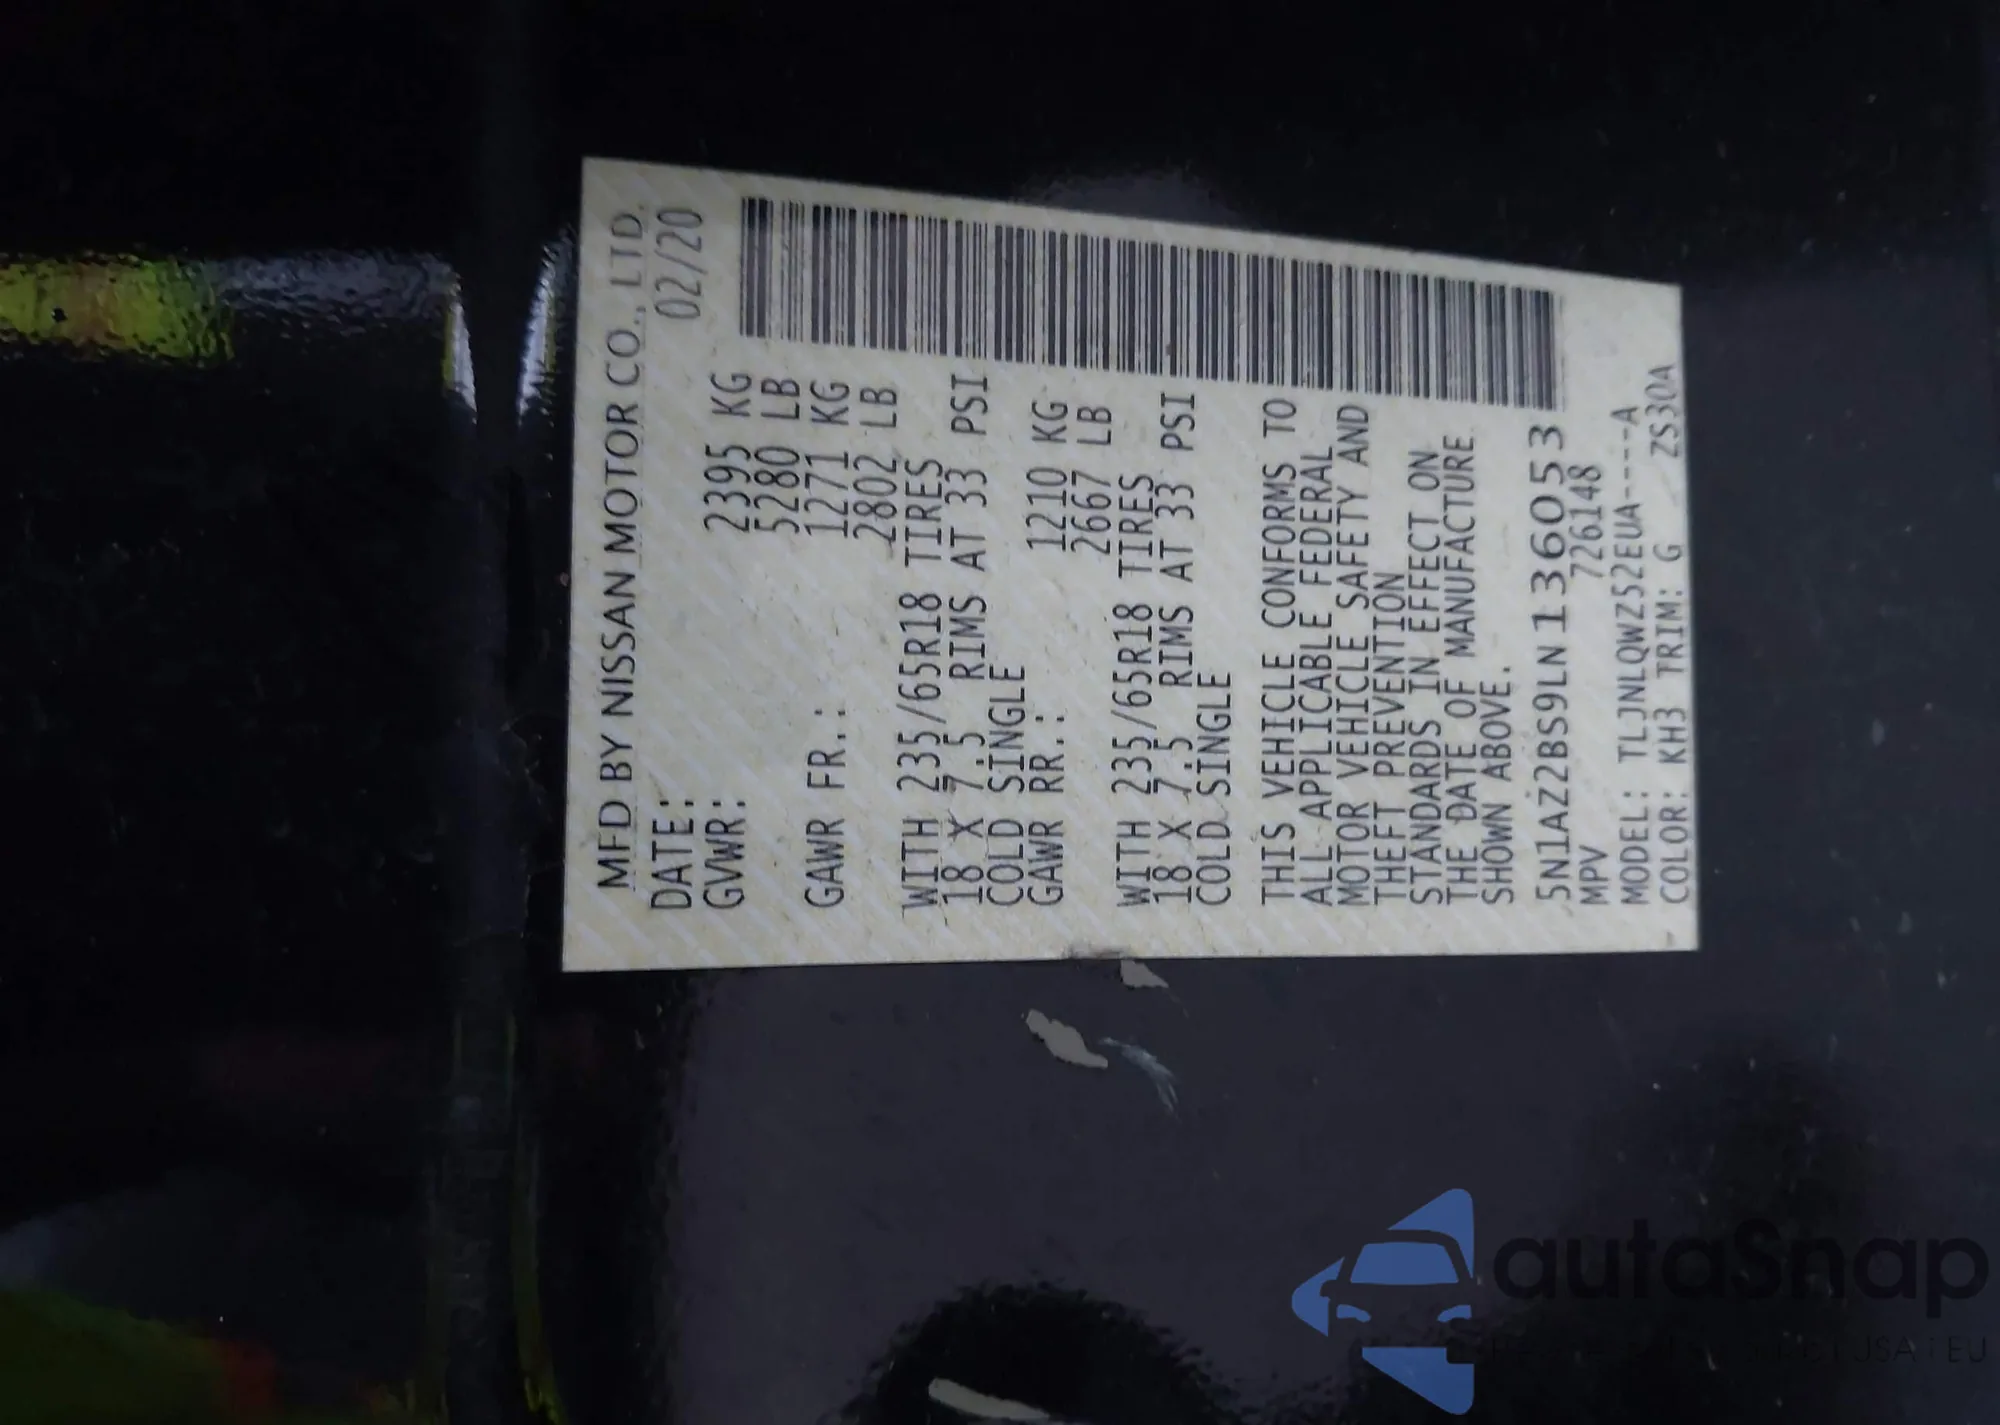 MFD BY NISSAN MOTOR CO., LTD.
DATE: 02/20
GVWR: 2395 KG
5280 LB
GAWR FR.: 1271 KG
2802 LB
WITH 235/65R18 TIRES
18 X 7.5 RIMS AT 33 PSI
COLD SINGLE
GAWR RR.: 1210 KG
2667 LB
WITH 235/65R18 TIRES
18 X 7.5 RIMS AT 33 PSI
COLD SINGLE
THIS VEHICLE CONFORMS TO
ALL APPLICABLE FEDERAL
MOTOR VEHICLE SAFETY AND
THEFT PREVENTION
STANDARDS IN EFFECT ON
THE DATE OF MANUFACTURE
SHOWN ABOVE.
5N1AZ2BS9LN136053
MPV 726148
MODEL: TLJNLQWZS2EUA----A
COLOR: KH3 TRIM: G ZS30A
autaSnap
USA i EU